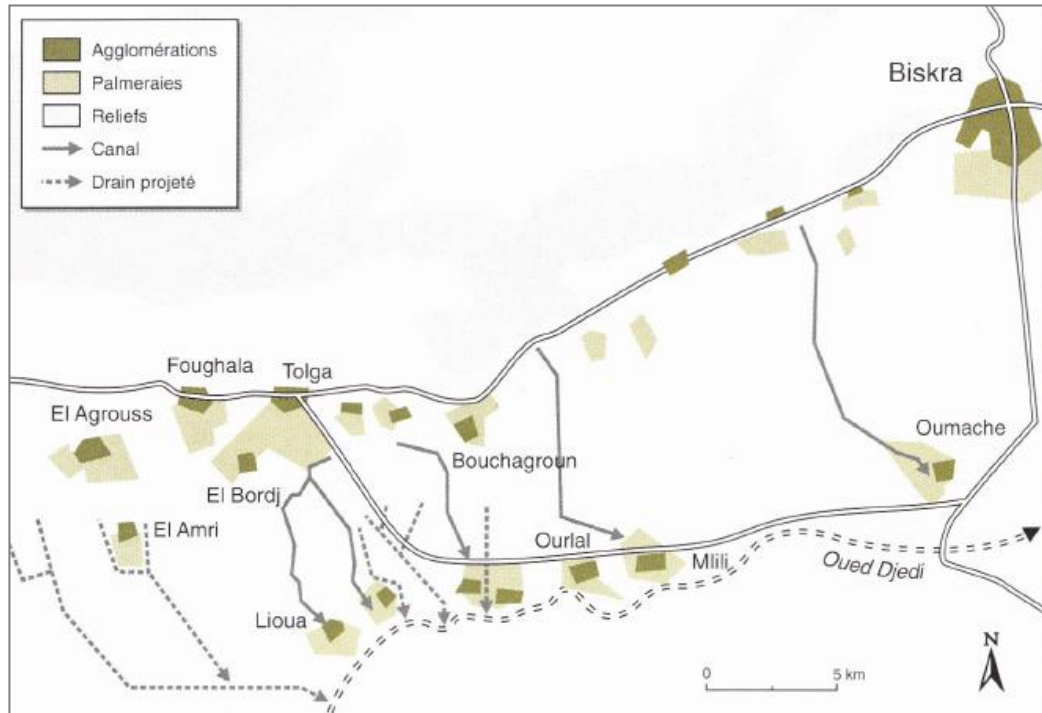 Agglomérations
Palmeraies
Reliefs
Canal
Drain projeté
Biskra
Foughala
Tolga
El Agrouss
Bouchagroun
Oumache
El Bordj
El Amri
Ourlal
Mlili
Oued Djedi
Lioua
N
0 5 km